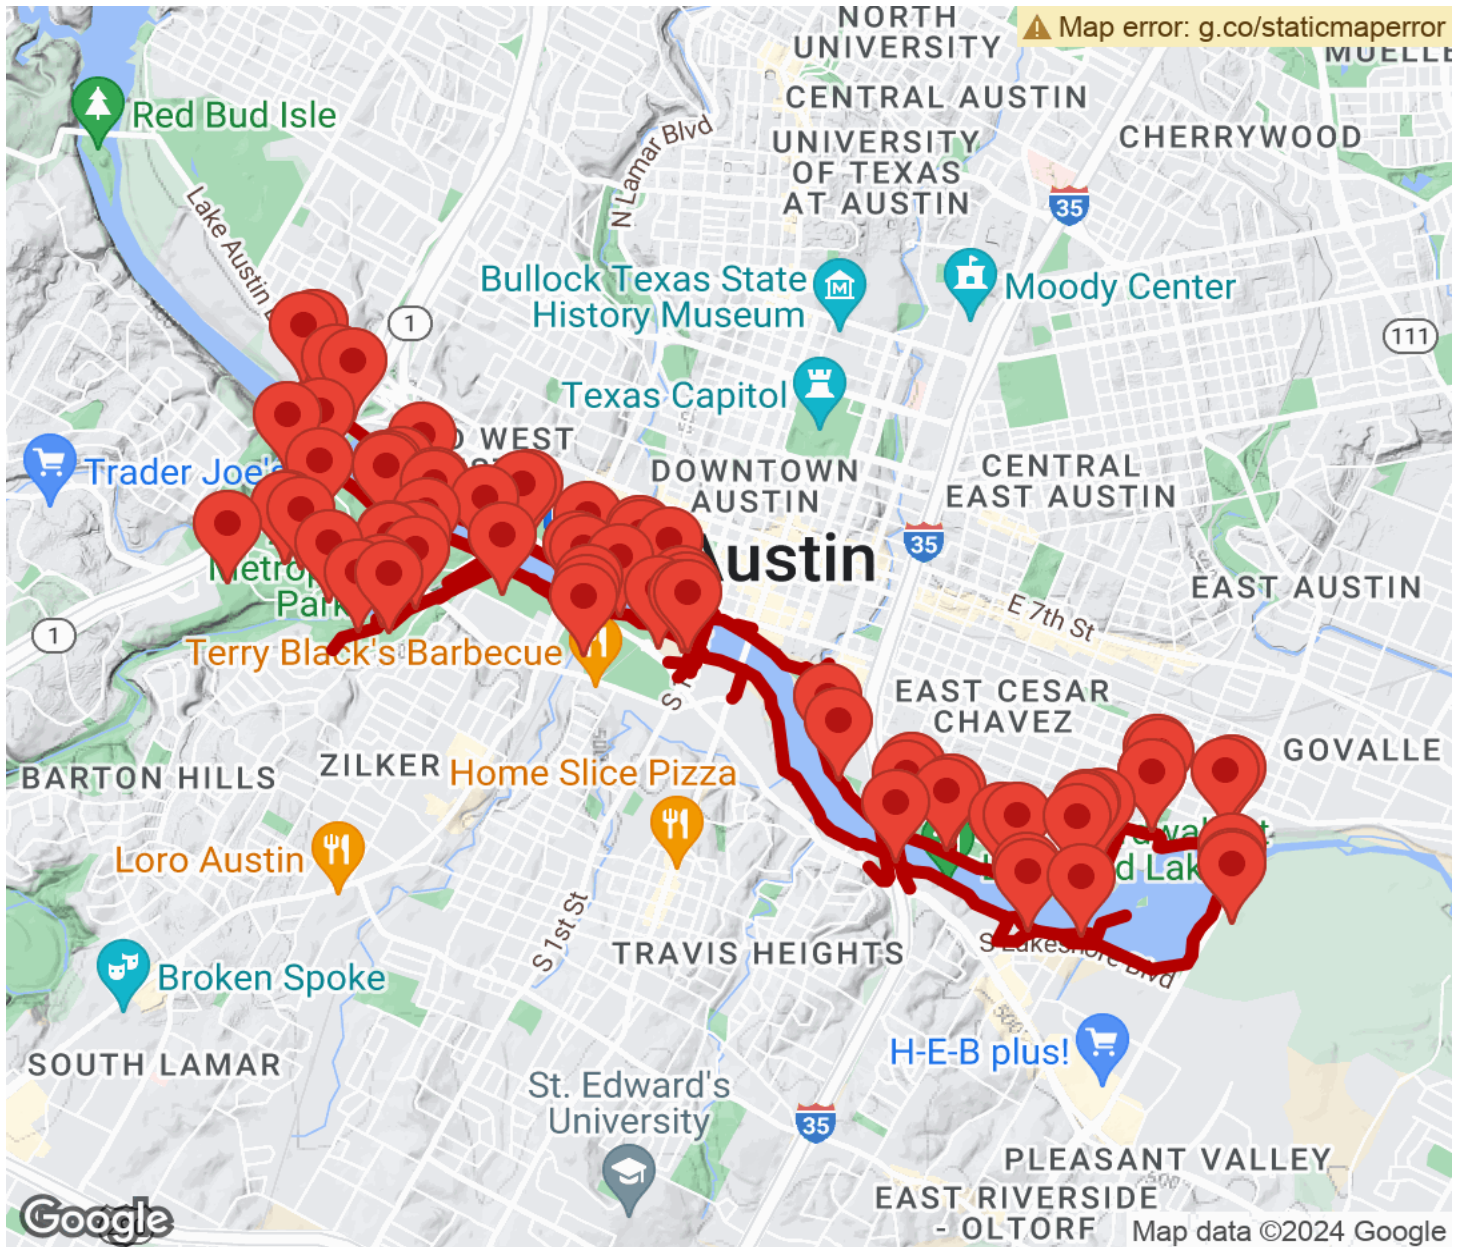 NORTH
UNIVERSITY
Map error: g.co/staticmaperror
Red Bud Isle
CENTRAL AUSTIN
N Lamar Blvd
UNIVERSITY
OF TEXAS
AT AUSTIN
CHERRYWOOD
35
Lake Austin
Bullock Texas State
History Museum
Moody Center
1
111
Texas Capitol
WEST
Trader Joe's
DOWNTOWN
AUSTIN
CENTRAL
EAST AUSTIN
35
Austin
EAST AUSTIN
E 7th St
Park
1
Terry Black's Barbecue
EAST CESAR
CHAVEZ
ZILKER
BARTON HILLS
Home Slice Pizza
GOVALLE
Loro Austin
S 1st St
TRAVIS HEIGHTS
S Lakeshore Blvd
Broken Spoke
H-E-B plus!
SOUTH LAMAR
St. Edward's
University
35
PLEASANT VALLEY
EAST RIVERSIDE
- OLTORF
Google
Map data ©2024 Google